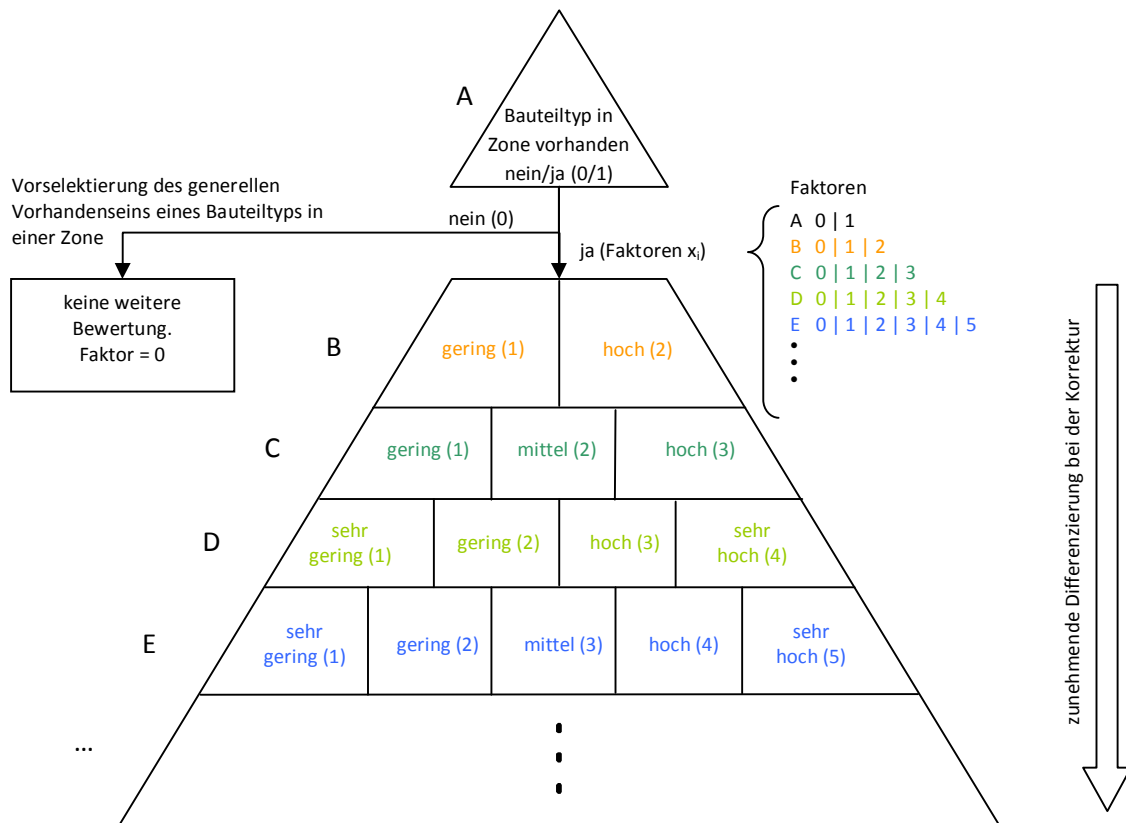 A
Bauteiltyp in
Zone vorhanden
nein/ja (0/1)
Vorselektierung des generellen
Vorhandenseins eines Bauteiltyps in
einer Zone
nein (0)
ja (Faktoren xᵢ)
keine weitere
Bewertung.
Faktor = 0
Faktoren
A 0 | 1
B 0 | 1 | 2
C 0 | 1 | 2 | 3
D 0 | 1 | 2 | 3 | 4
E 0 | 1 | 2 | 3 | 4 | 5
B
gering (1)
hoch (2)
C
gering (1)
mittel (2)
hoch (3)
D
sehr
gering (1)
gering (2)
hoch (3)
sehr
hoch (4)
E
sehr
gering (1)
gering (2)
mittel (3)
hoch (4)
sehr
hoch (5)
...
zunehmende Differenzierung bei der Korrektur